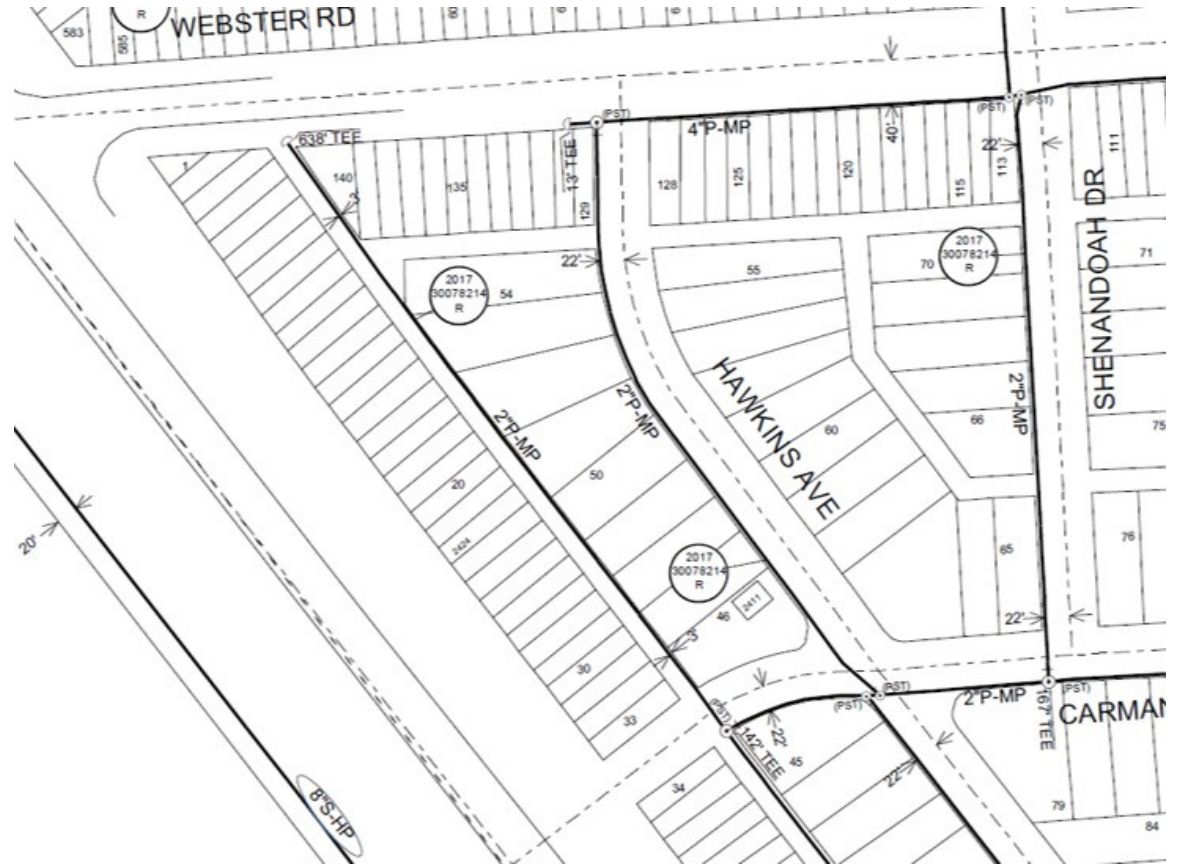 R
WEBSTER RD
583
585
(PST)
(PST)
(PST)
638' TEE
4"P-MP
40'
22'
1
140
3'
135
13' TEE
129
128
125
120
115
113
111
SHENANDOAH DR
2017
30078214
R
54
22'
55
70
2017
30078214
R
71
HAWKINS AVE
2"P-MP
2"P-MP
2"P-MP
60
66
75
50
20
2424
20'
65
76
2017
30078214
R
46
2411
3'
22'
30
33
(PST)
(PST)
(PST)
(PST)
2"P-MP
167' TEE
CARMAN
142' TEE
22'
45
22'
34
79
84
8"S-HP